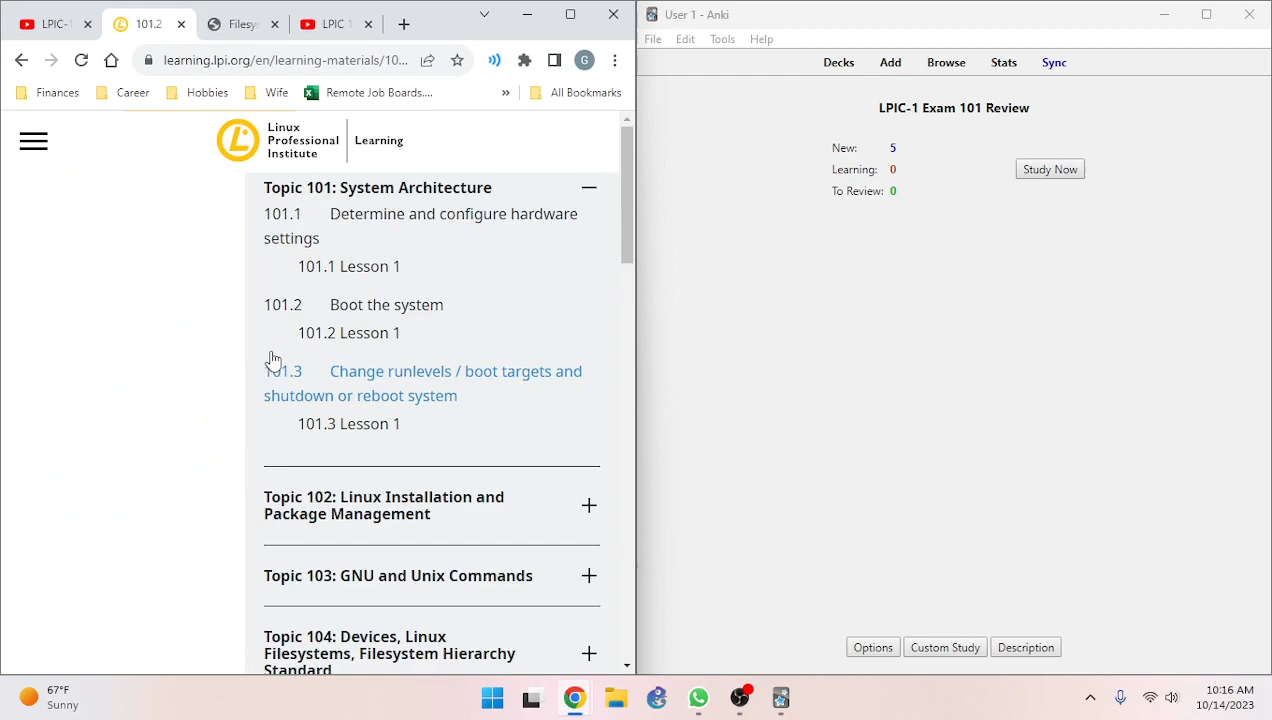 LPIC-1
101.2
Filesys
LPIC 1
User 1 - Anki
File Edit Tools Help
learning.lpi.org/en/learning-materials/10...
G
Decks Add Browse Stats Sync
Finances Career Hobbies Wife Remote Job Boards.... » All Bookmarks
Linux
Professional
Institute
Learning
LPIC-1 Exam 101 Review
New: 5
Learning: 0
To Review: 0
Study Now
Topic 101: System Architecture
101.1 Determine and configure hardware
settings
101.1 Lesson 1
101.2 Boot the system
101.2 Lesson 1
101.3 Change runlevels / boot targets and
shutdown or reboot system
101.3 Lesson 1
Topic 102: Linux Installation and
Package Management
Topic 103: GNU and Unix Commands
Topic 104: Devices, Linux
Filesystems, Filesystem Hierarchy
Standard
Options Custom Study Description
67°F
Sunny
10:16 AM
10/14/2023